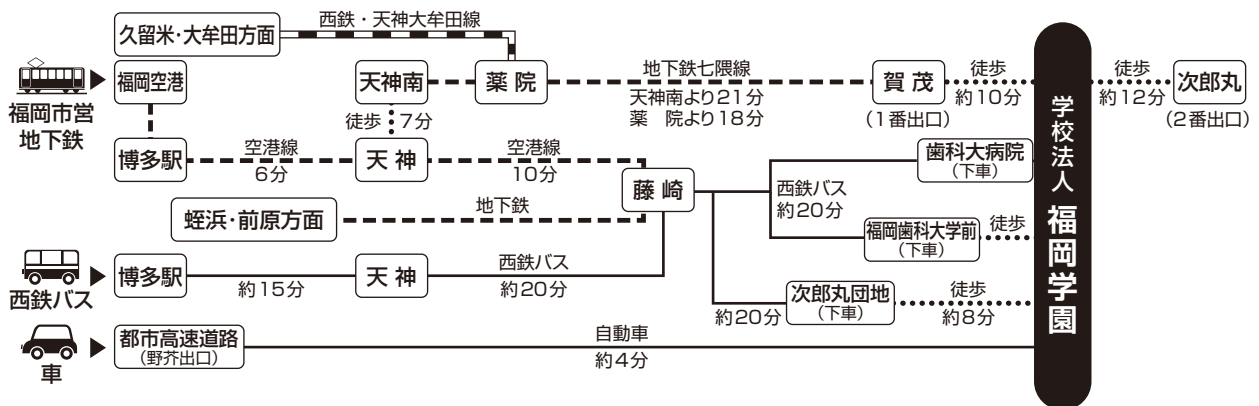 西鉄・天神大牟田線
久留米・大牟田方面
福岡市営
地下鉄
福岡空港
天神南
薬院
地下鉄七隈線
天神南より21分
薬　院より18分
賀茂
(1番出口)
徒歩
約10分
徒歩
約12分
次郎丸
(2番出口)
徒歩 7分
博多駅
空港線
6分
天神
空港線
10分
藤崎
蛭浜・前原方面
地下鉄
西鉄バス
約20分
歯科大病院
(下車)
福岡歯科大学前
(下車)
徒歩
西鉄バス
博多駅
約15分
天神
西鉄バス
約20分
約20分
次郎丸団地
(下車)
徒歩
約8分
車
都市高速道路
(野芥出口)
自動車
約4分
学校法人 福岡学園